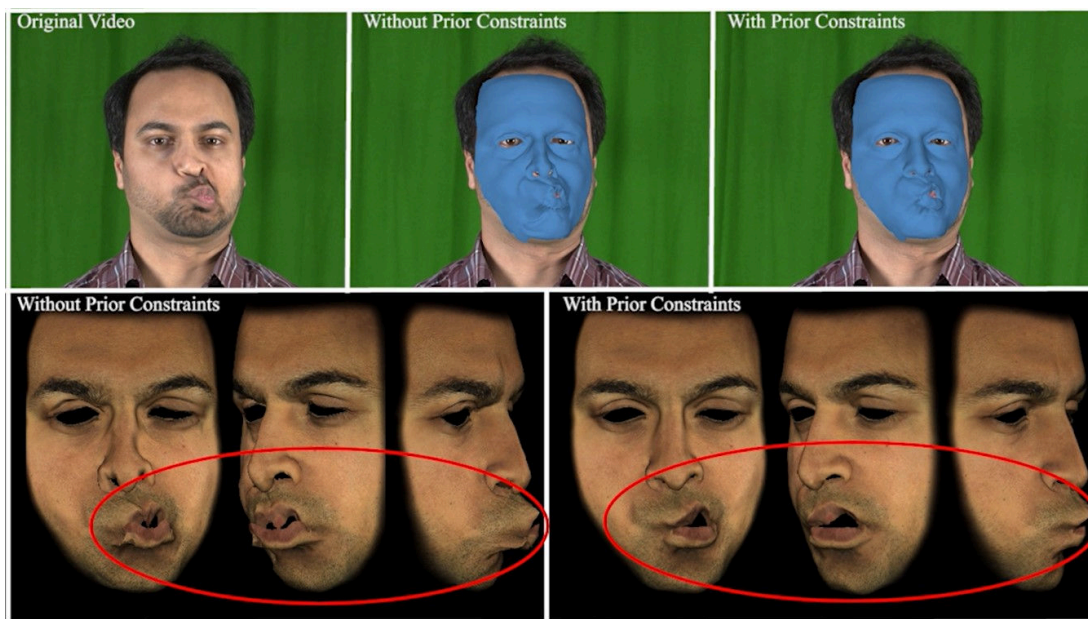 Original Video
Without Prior Constraints
With Prior Constraints
Without Prior Constraints
With Prior Constraints